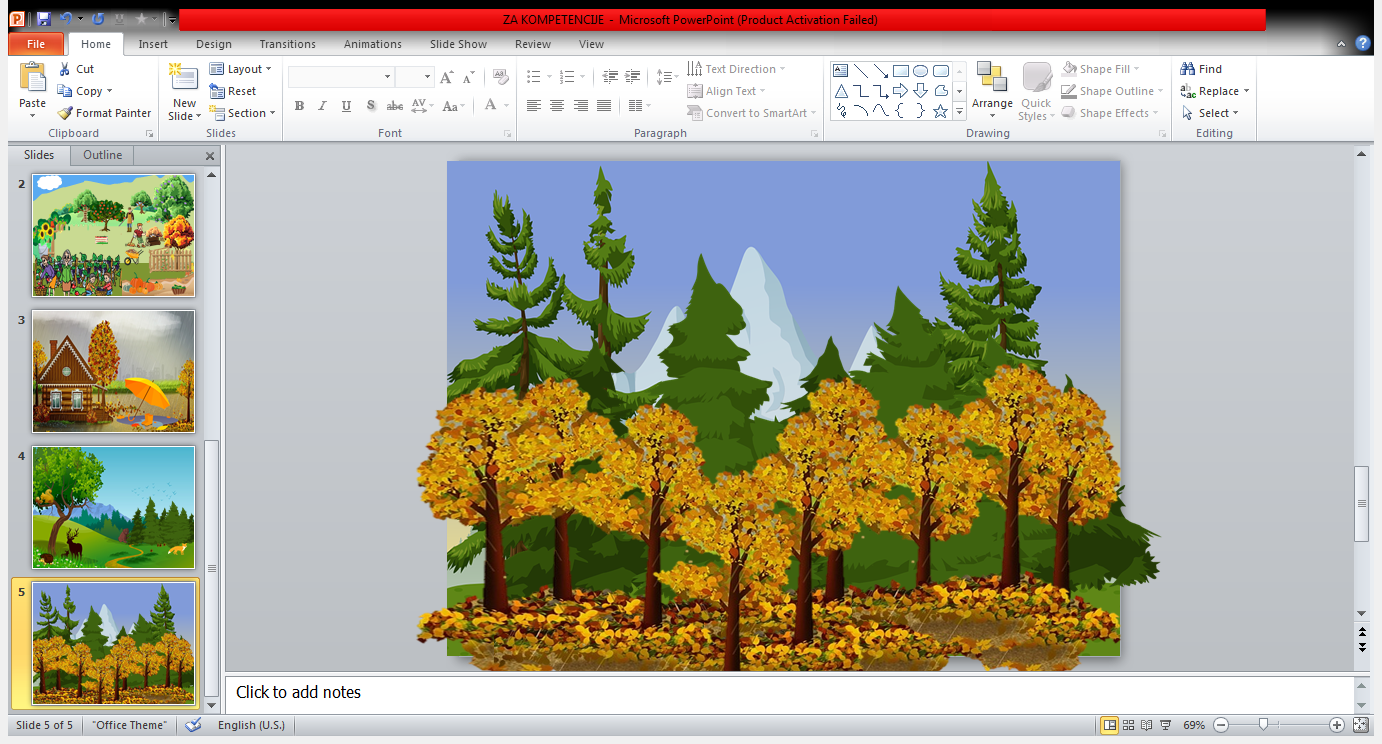 ZA KOMPETENCIJE - Microsoft PowerPoint (Product Activation Failed)
File Home Insert Design Transitions Animations Slide Show Review View
Paste
Cut
Copy
Format Painter
Clipboard
New
Slide
Layout
Reset
Section
Slides
B I U S abc AV Aa A
Font
Text Direction
Align Text
Convert to SmartArt
Paragraph
Arrange
Quick
Styles
Shape Fill
Shape Outline
Shape Effects
Drawing
Find
Replace
Select
Editing
Slides Outline
2
3
4
5
Click to add notes
Slide 5 of 5 "Office Theme" English (U.S.) 69%